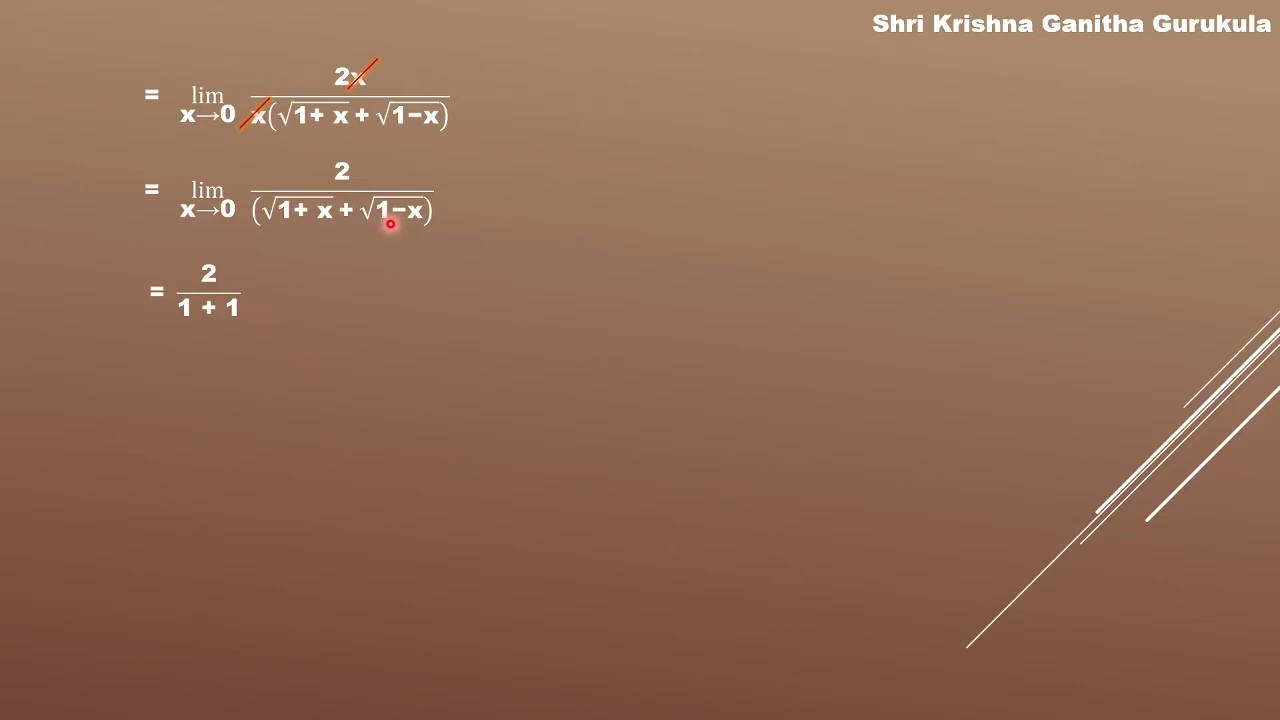 Shri Krishna Ganitha Gurukula
= lim x→0 2x / x(√1+ x + √1−x)
= lim x→0 2 / (√1+ x + √1−x)
= 2 / 1 + 1